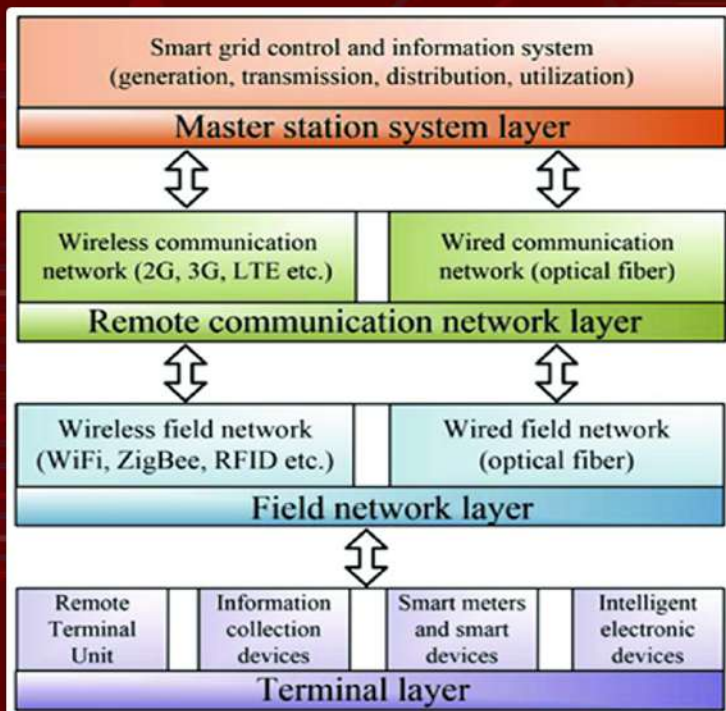 Smart grid control and information system
(generation, transmission, distribution, utilization)
Master station system layer
Wireless communication
network (2G, 3G, LTE etc.)
Wired communication
network (optical fiber)
Remote communication network layer
Wireless field network
(WiFi, ZigBee, RFID etc.)
Wired field network
(optical fiber)
Field network layer
Remote
Terminal
Unit
Information
collection
devices
Smart meters
and smart
devices
Intelligent
electronic
devices
Terminal layer